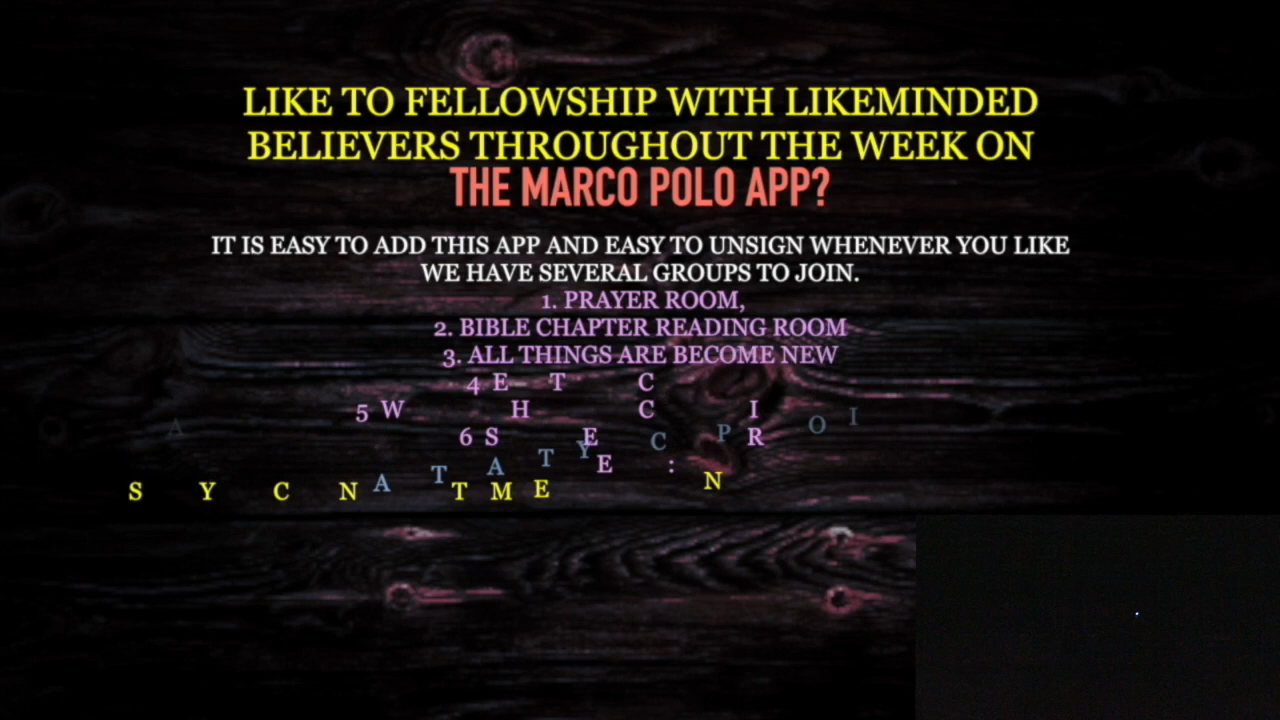 LIKE TO FELLOWSHIP WITH LIKEMINDED
BELIEVERS THROUGHOUT THE WEEK ON
THE MARCO POLO APP?
IT IS EASY TO ADD THIS APP AND EASY TO UNSIGN WHENEVER YOU LIKE
WE HAVE SEVERAL GROUPS TO JOIN.
1. PRAYER ROOM,
2. BIBLE CHAPTER READING ROOM
3. ALL THINGS ARE BECOME NEW